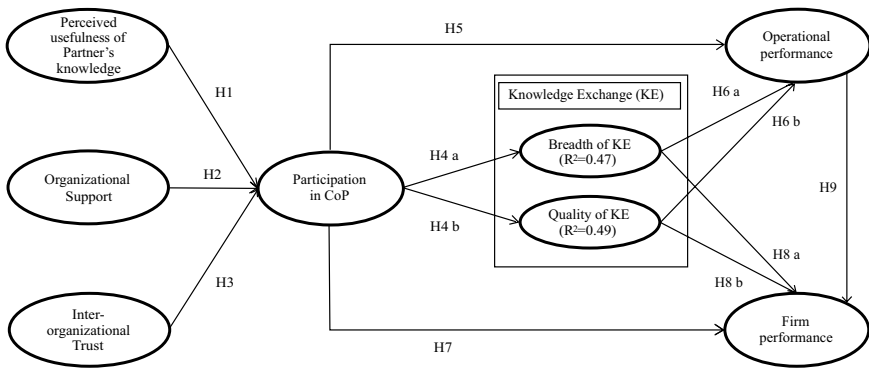 Perceived
usefulness of
Partner's
knowledge
H1
Organizational
Support
H2
Inter-
organizational
Trust
H3
Participation
in CoP
H4 a
H4 b
H5
Knowledge Exchange (KE)
Breadth of KE
(R²=0.47)
Quality of KE
(R²=0.49)
H6 a
H6 b
H7
H8 a
H8 b
Operational
performance
H9
Firm
performance